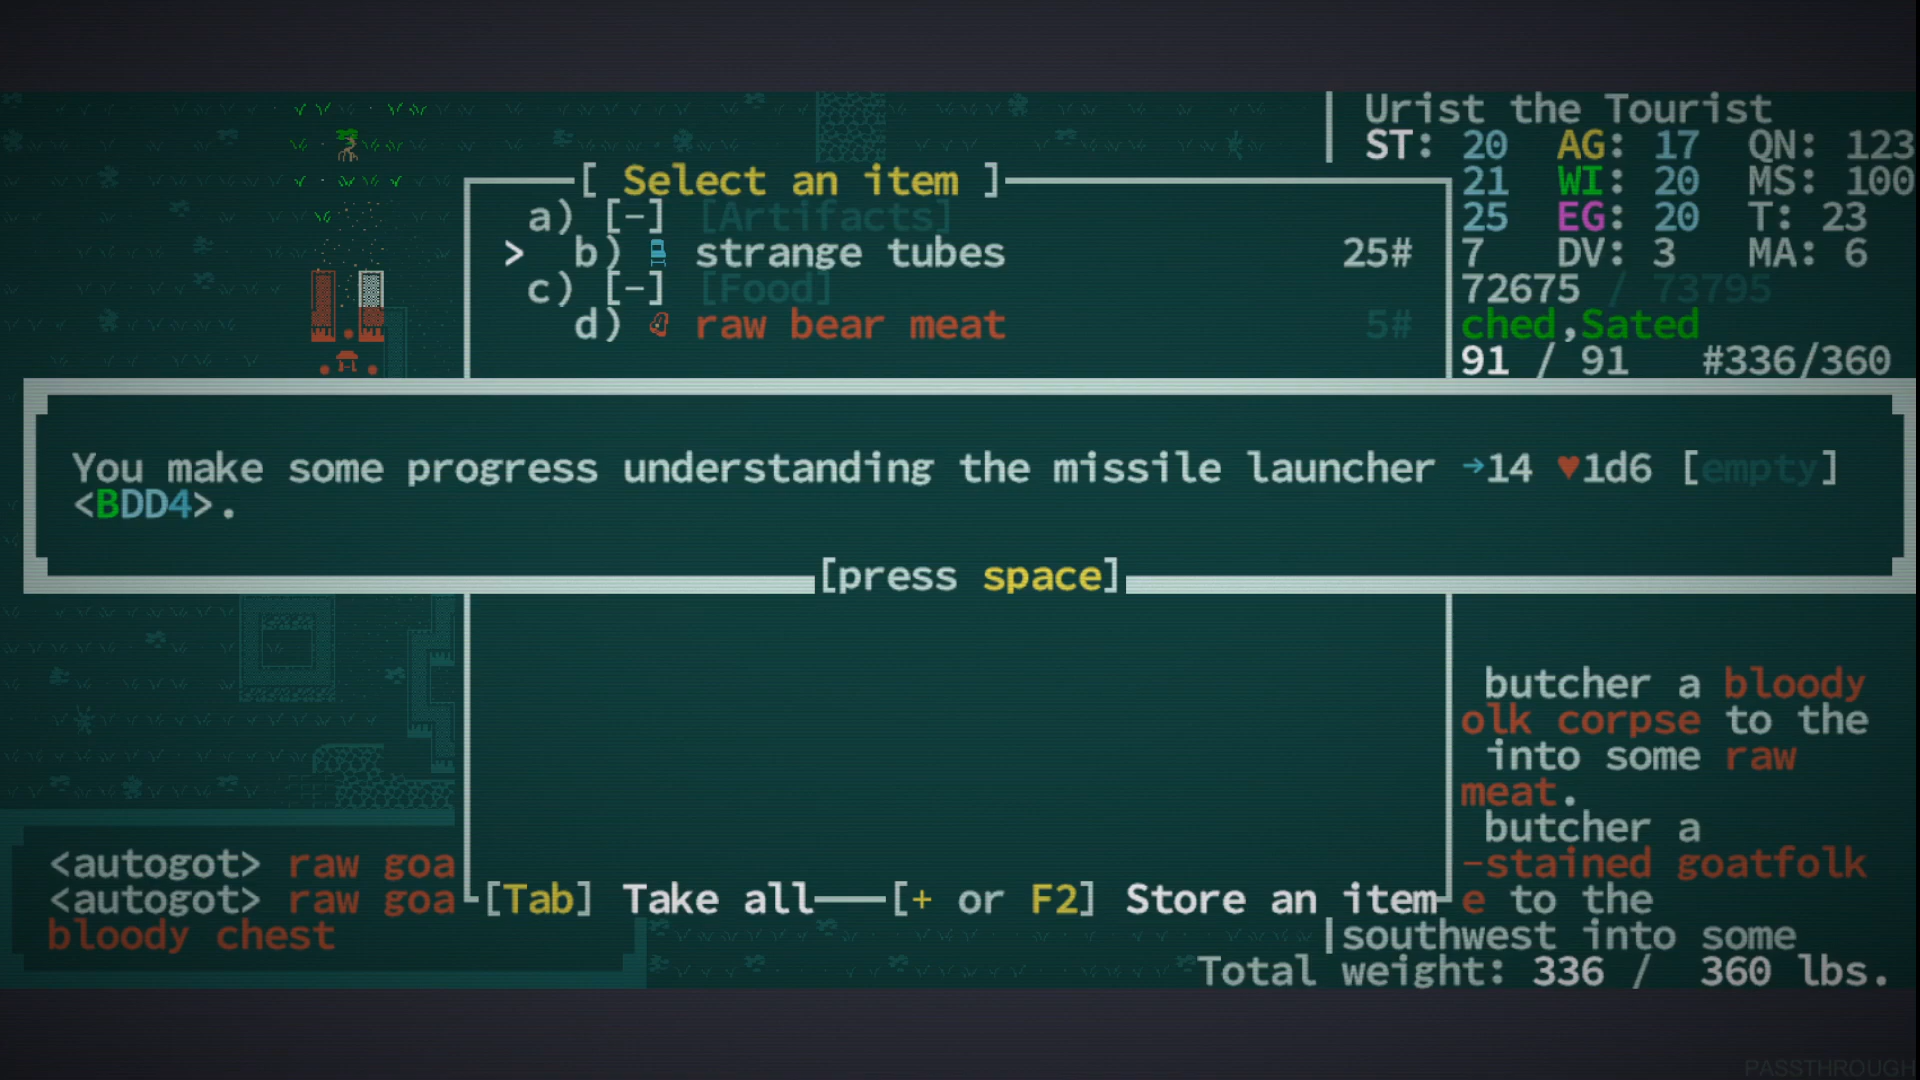 Urist the Tourist
ST: 20 AG: 17 QN: 123
[ Select an item ]
21 WI: 20 MS: 100
a) [-] [Artifacts]
25 EG: 20 T: 23
> b) strange tubes 25#
7 DV: 3 MA: 6
c) [-] [Food]
72675 / 73795
d) raw bear meat 5#
ched,Sated
91 / 91 #336/360
You make some progress understanding the missile launcher →14 ♥1d6 [empty]
<BDD4>.
[press space]
butcher a bloody
olk corpse to the
into some raw
meat.
butcher a
-stained goatfolk
e to the
southwest into some
<autogot> raw goa
<autogot> raw goa
bloody chest
[Tab] Take all [+ or F2] Store an item
Total weight: 336 / 360 lbs.
PASSTHROUGH